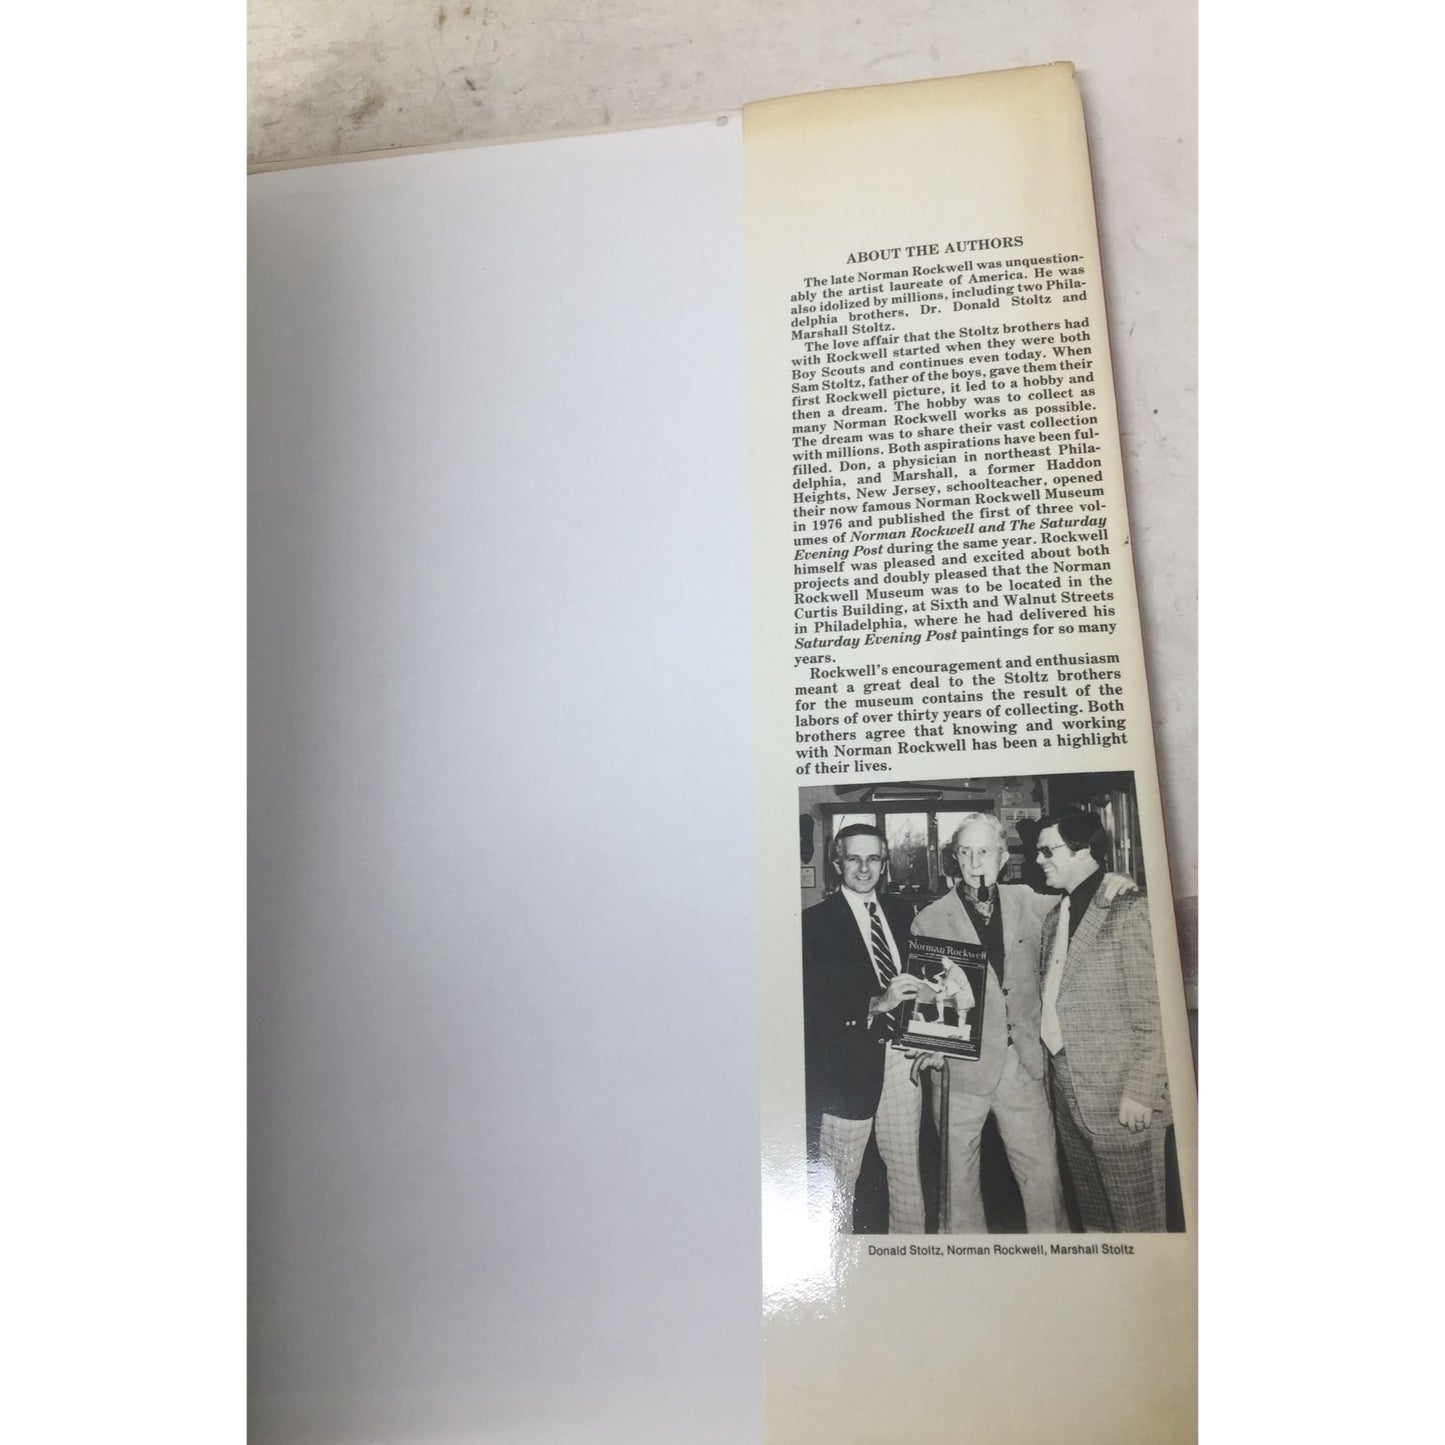 ABOUT THE AUTHORS
The late Norman Rockwell was unquestion-
ably the artist laureate of America. He was
also idolized by millions, including two Phila-
delphia brothers, Dr. Donald Stoltz and
Marshall Stoltz.
The love affair that the Stoltz brothers had
with Rockwell started when they were both
Boy Scouts and continues even today. When
Sam Stoltz, father of the boys, gave them their
first Rockwell picture, it led to a hobby and
then a dream. The hobby was to collect as
many Norman Rockwell works as possible.
The dream was to share their vast collection
with millions. Both aspirations have been ful-
filled. Don, a physician in northeast Phila-
delphia, and Marshall, a former Haddon
Heights, New Jersey, schoolteacher, opened
their now famous Norman Rockwell Museum
in 1976 and published the first of three vol-
umes of Norman Rockwell and The Saturday
Evening Post during the same year. Rockwell
himself was pleased and excited about both
projects and doubly pleased that the Norman
Rockwell Museum was to be located in the
Curtis Building, at Sixth and Walnut Streets
in Philadelphia, where he had delivered his
Saturday Evening Post paintings for so many
years.
Rockwell's encouragement and enthusiasm
meant a great deal to the Stoltz brothers
for the museum contains the result of the
labors of over thirty years of collecting. Both
brothers agree that knowing and working
with Norman Rockwell has been a highlight
of their lives.
Norman Rockwell
Donald Stoltz, Norman Rockwell, Marshall Stoltz